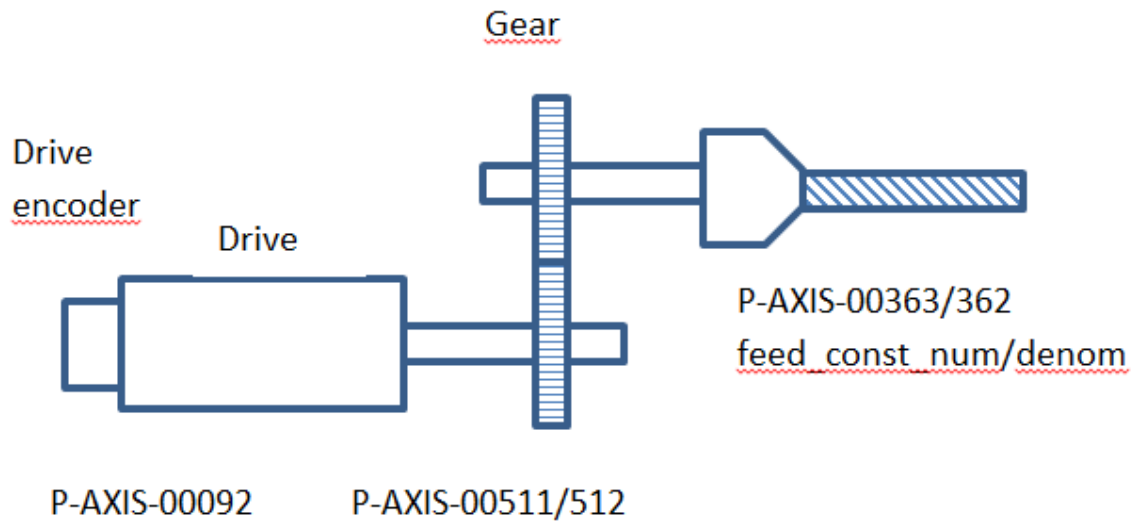 Gear
Drive
encoder
Drive
P-AXIS-00363/362
feed_const_num/denom
P-AXIS-00092
P-AXIS-00511/512